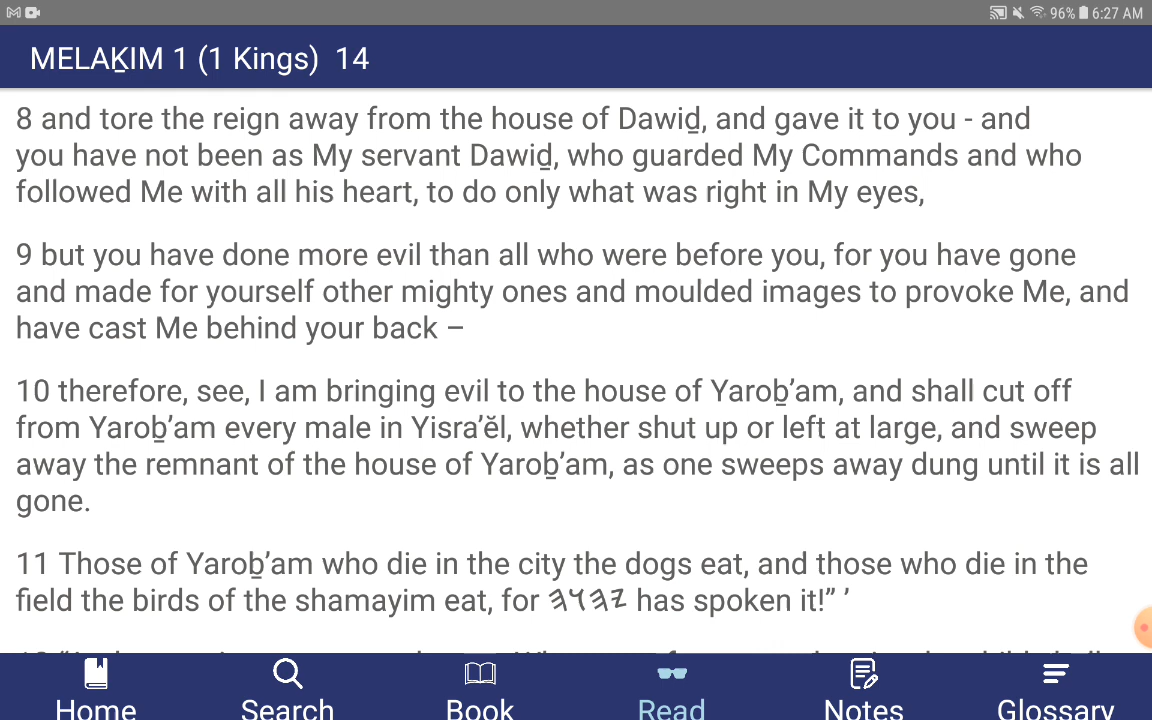 96% 6:27 AM
MELAḴIM 1 (1 Kings) 14
8 and tore the reign away from the house of Dawiḏ, and gave it to you - and
you have not been as My servant Dawiḏ, who guarded My Commands and who
followed Me with all his heart, to do only what was right in My eyes,
9 but you have done more evil than all who were before you, for you have gone
and made for yourself other mighty ones and moulded images to provoke Me, and
have cast Me behind your back –
10 therefore, see, I am bringing evil to the house of Yaroḇ’am, and shall cut off
from Yaroḇ’am every male in Yisra’ĕl, whether shut up or left at large, and sweep
away the remnant of the house of Yaroḇ’am, as one sweeps away dung until it is all
gone.
11 Those of Yaroḇ’am who die in the city the dogs eat, and those who die in the
field the birds of the shamayim eat, for 𐤉𐤄𐤅𐤄 has spoken it!” ’
Home Search Book Read Notes Glossary